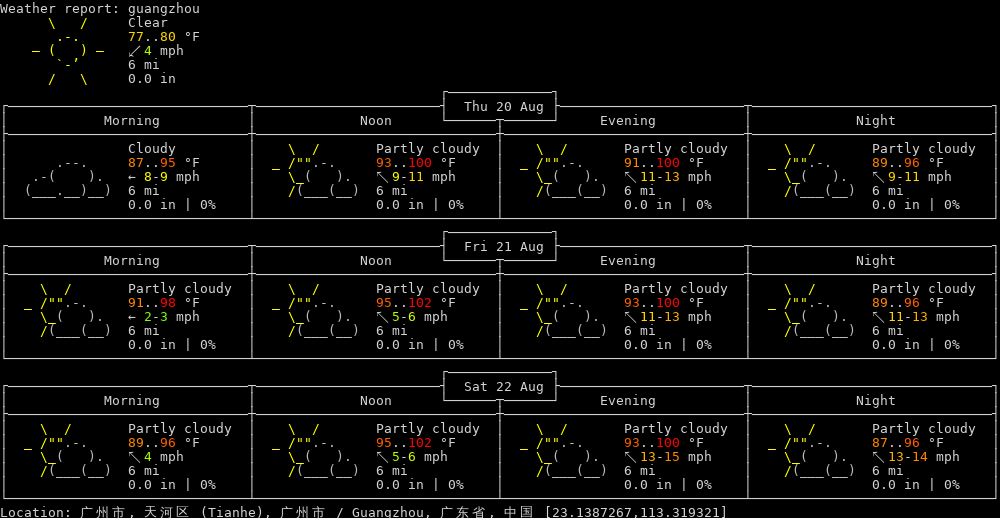 Weather report: guangzhou
Clear
77..80 °F
↙ 4 mph
6 mi
0.0 in
Thu 20 Aug
Morning Noon Evening Night
Cloudy Partly cloudy Partly cloudy Partly cloudy
87..95 °F 93..100 °F 91..100 °F 89..96 °F
← 8-9 mph ↖ 9-11 mph ↖ 11-13 mph ↖ 9-11 mph
6 mi 6 mi 6 mi 6 mi
0.0 in | 0% 0.0 in | 0% 0.0 in | 0% 0.0 in | 0%
Fri 21 Aug
Morning Noon Evening Night
Partly cloudy Partly cloudy Partly cloudy Partly cloudy
91..98 °F 95..102 °F 93..100 °F 89..96 °F
← 2-3 mph ↖ 5-6 mph ↖ 11-13 mph ↖ 11-13 mph
6 mi 6 mi 6 mi 6 mi
0.0 in | 0% 0.0 in | 0% 0.0 in | 0% 0.0 in | 0%
Sat 22 Aug
Morning Noon Evening Night
Partly cloudy Partly cloudy Partly cloudy Partly cloudy
89..96 °F 95..102 °F 93..100 °F 87..96 °F
↖ 4 mph ↖ 5-6 mph ↖ 13-15 mph ↖ 13-14 mph
6 mi 6 mi 6 mi 6 mi
0.0 in | 0% 0.0 in | 0% 0.0 in | 0% 0.0 in | 0%
Location: 广州市, 天河区 (Tianhe), 广州市 / Guangzhou, 广东省, 中国 [23.1387267,113.319321]